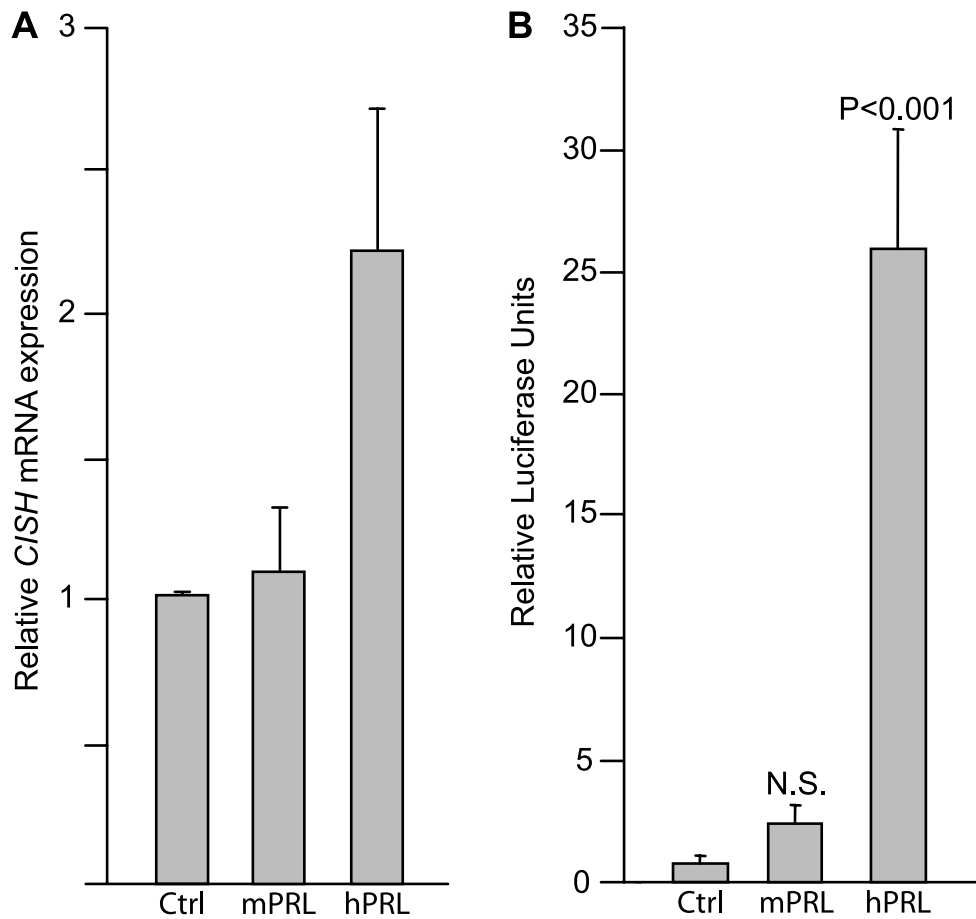 A
3
2
1
Relative CISH mRNA expression
Ctrl mPRL hPRL
B
35
30
25
20
15
10
5
0
Relative Luciferase Units
P<0.001
N.S.
Ctrl mPRL hPRL